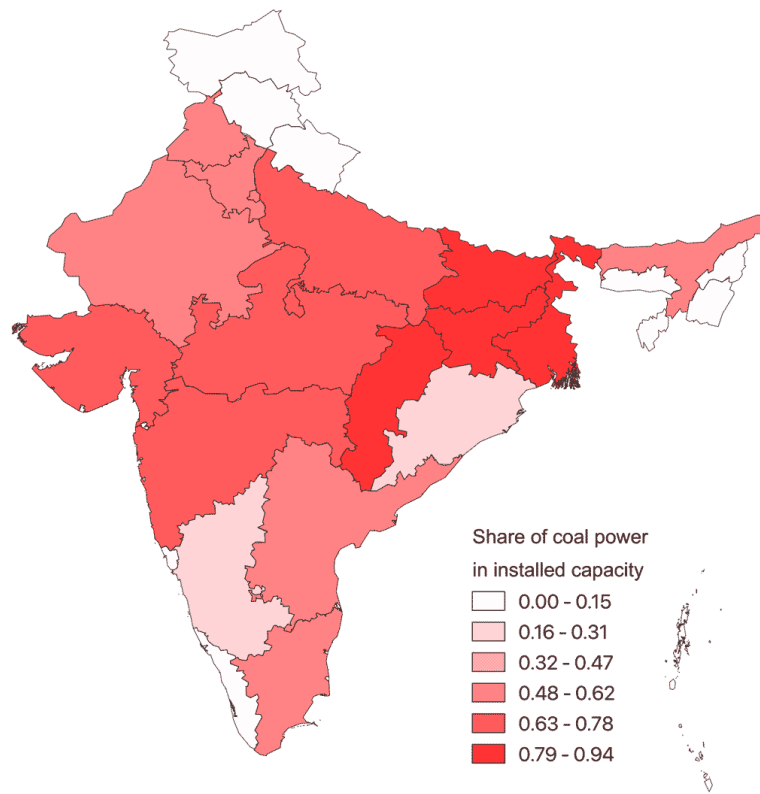 Share of coal power
in installed capacity
0.00 - 0.15
0.16 - 0.31
0.32 - 0.47
0.48 - 0.62
0.63 - 0.78
0.79 - 0.94